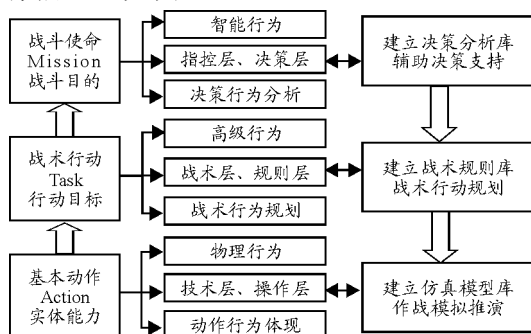 战斗使命
Mission
战斗目的
智能行为
指控层、决策层
决策行为分析
建立决策分析库
辅助决策支持
战术行动
Task
行动目标
高级行为
战术层、规则层
战术行为规划
建立战术规则库
战术行动规划
基本动作
Action
实体能力
物理行为
技术层、操作层
动作行为体现
建立仿真模型库
作战模拟推演